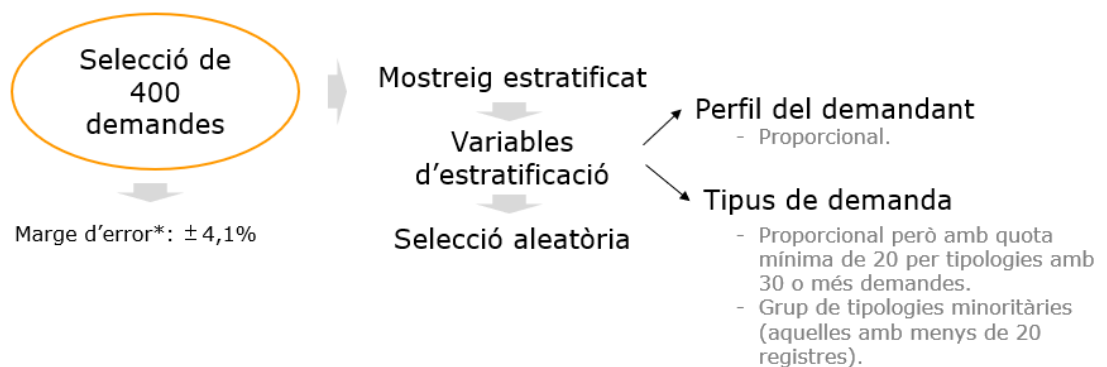 Selecció de
400
demandes
Marge d'error*: ±4,1%
Mostreig estratificat
Variables
d'estratificació
Selecció aleatòria
Perfil del demandant
- Proporcional.
Tipus de demanda
- Proporcional però amb quota
mínima de 20 per tipologies amb
30 o més demandes.
- Grup de tipologies minoritàries
(aquelles amb menys de 20
registres).